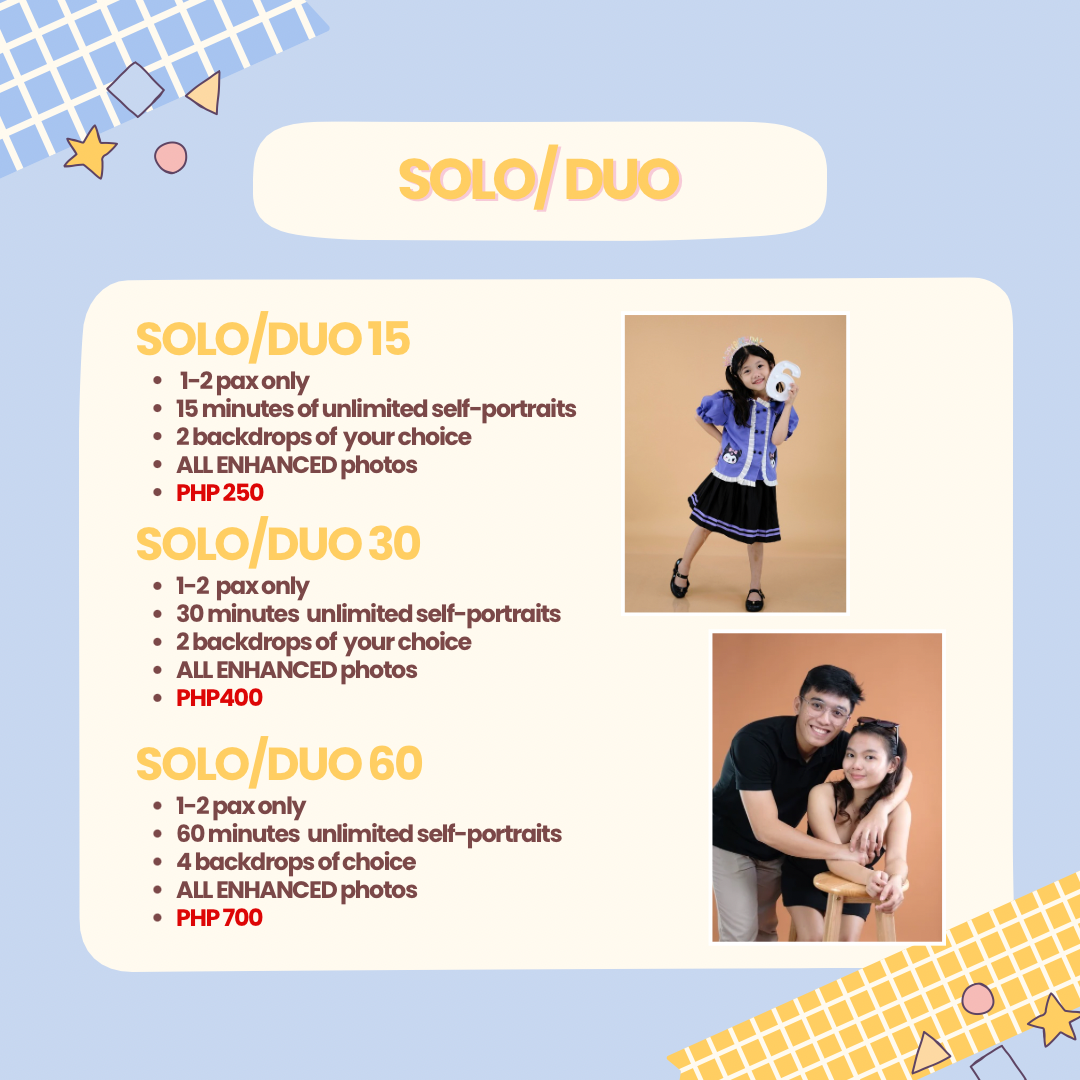 SOLO/ DUO
SOLO/DUO 15
• 1-2 pax only
• 15 minutes of unlimited self-portraits
• 2 backdrops of your choice
• ALL ENHANCED photos
• PHP 250
6
SOLO/DUO 30
• 1-2 pax only
• 30 minutes unlimited self-portraits
• 2 backdrops of your choice
• ALL ENHANCED photos
• PHP400
SOLO/DUO 60
• 1-2 pax only
• 60 minutes unlimited self-portraits
• 4 backdrops of choice
• ALL ENHANCED photos
• PHP 700